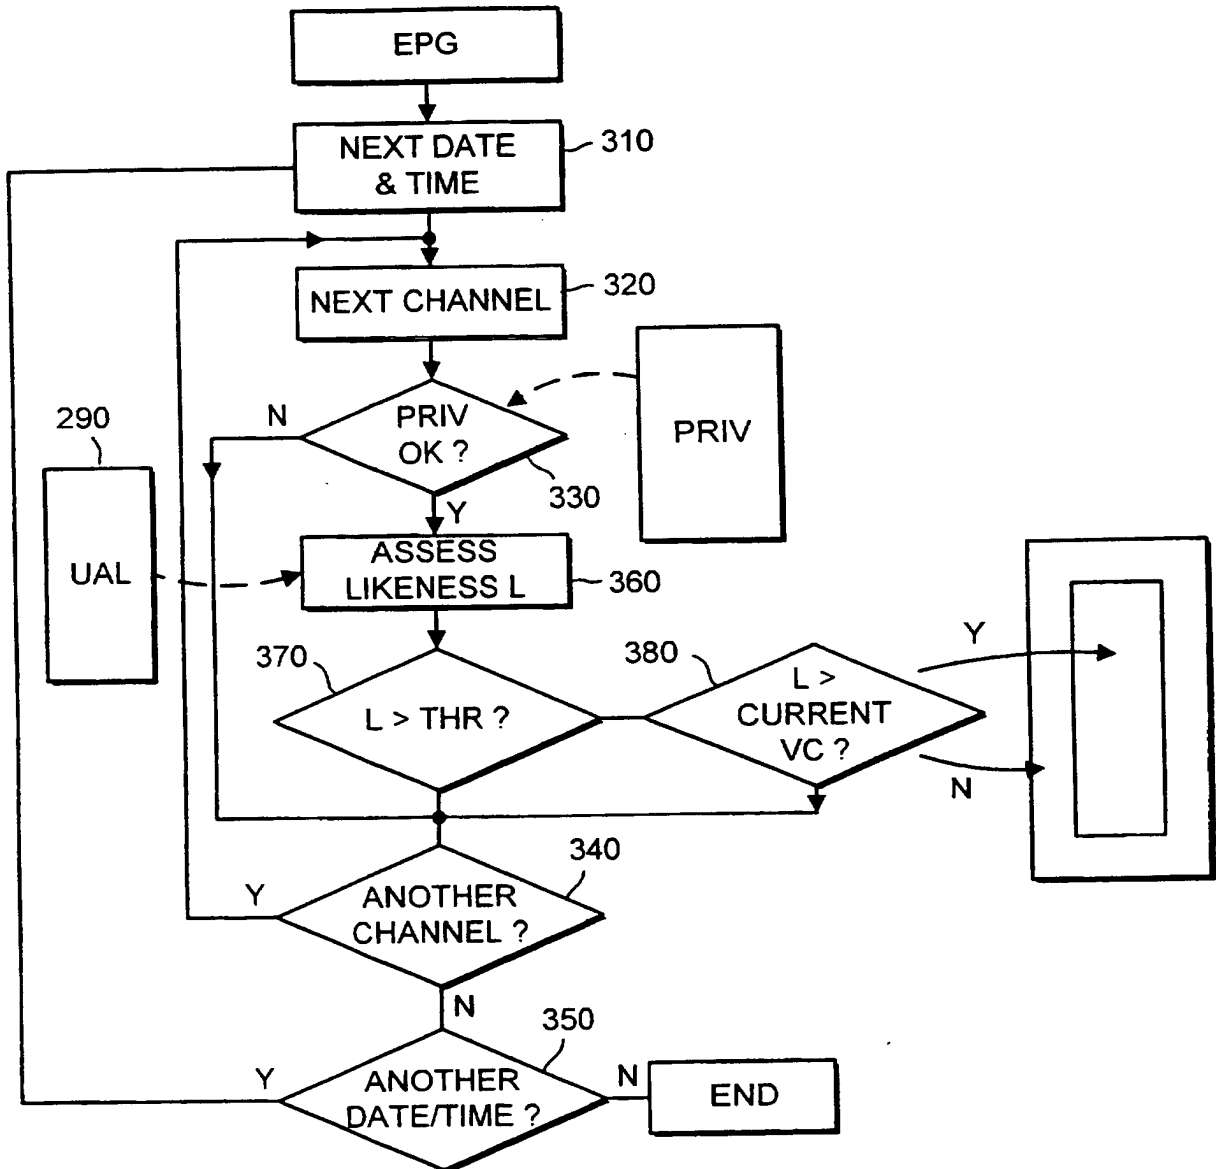 EPG
NEXT DATE
& TIME
310
NEXT CHANNEL
320
PRIV
OK ?
N
330
Y
PRIV
290
UAL
ASSESS
LIKENESS L
360
370
L > THR ?
380
L >
CURRENT
VC ?
Y
N
340
ANOTHER
CHANNEL ?
Y
N
350
ANOTHER
DATE/TIME ?
Y
N
END